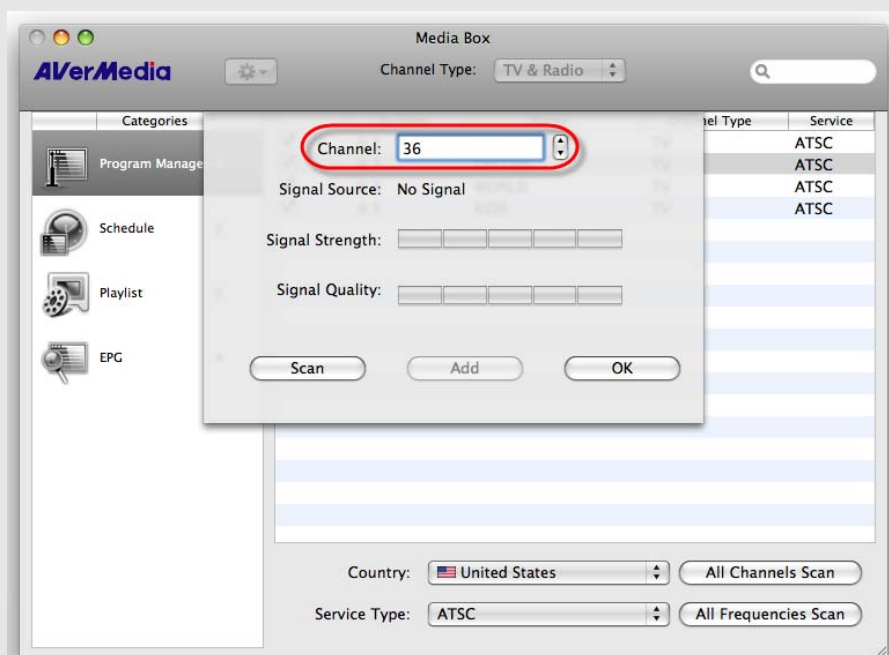 Media Box
AVerMedia
Channel Type: TV & Radio
Categories
Type Service
Channel: 36
ATSC
Program Manage
ATSC
Signal Source: No Signal
ATSC
ATSC
Schedule
Signal Strength:
Playlist
Signal Quality:
EPG
Scan Add OK
Country: United States All Channels Scan
Service Type: ATSC All Frequencies Scan